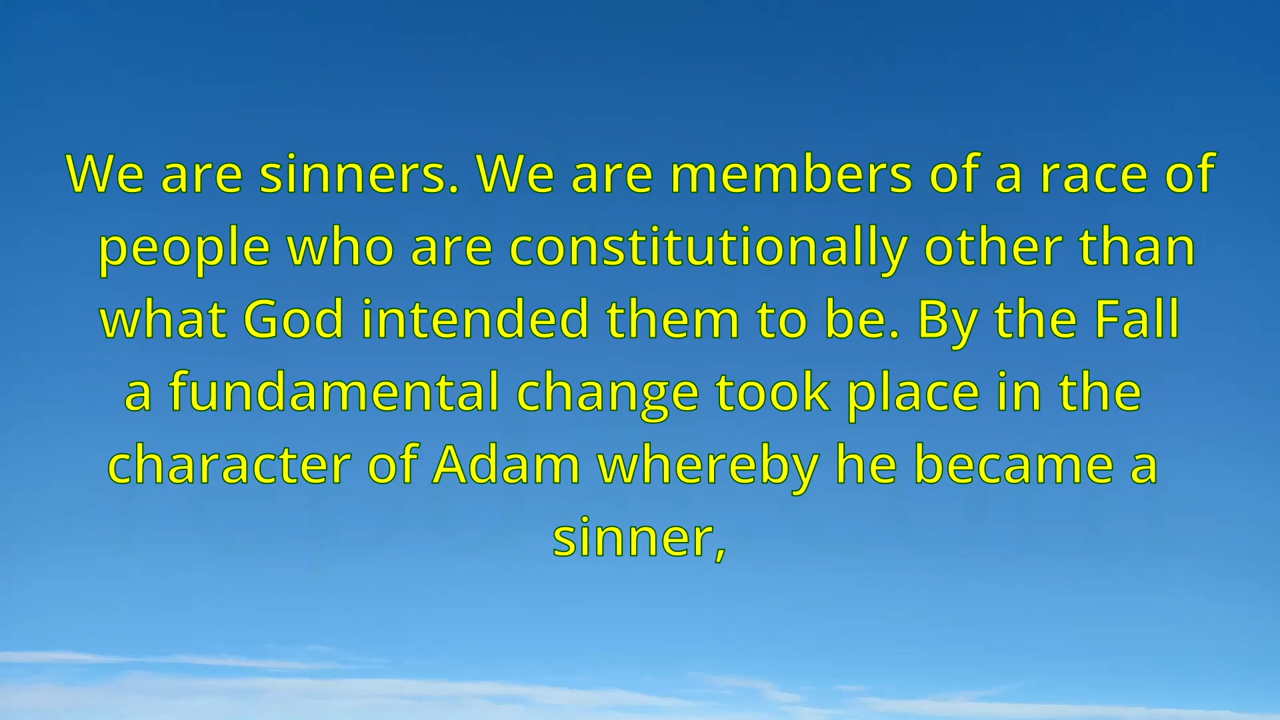 We are sinners. We are members of a race of
people who are constitutionally other than
what God intended them to be. By the Fall
a fundamental change took place in the
character of Adam whereby he became a
sinner,